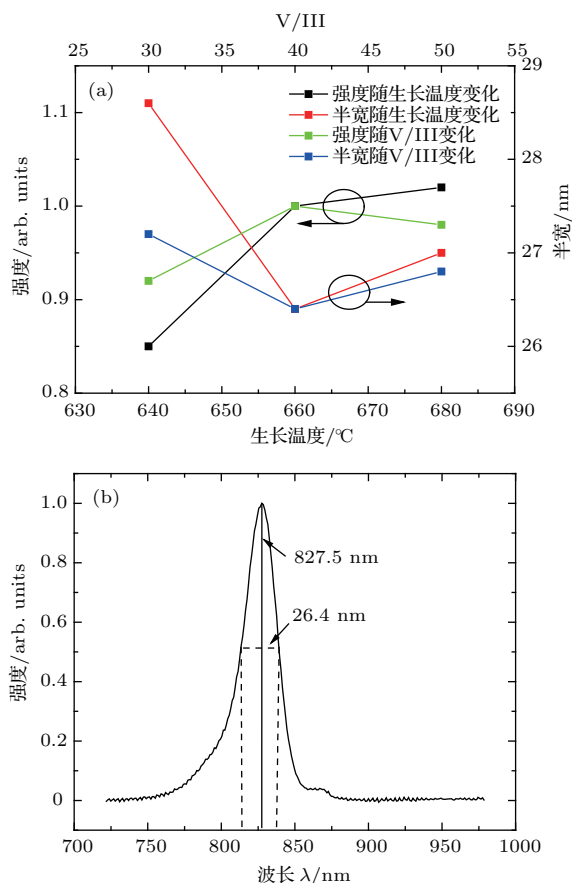 V/III
25 30 35 40 45 50 55
(a)
强度随生长温度变化
半宽随生长温度变化
强度随V/III变化
半宽随V/III变化
1.1
1.0
0.9
0.8
强度/arb. units
29
28
27
26
25
半宽/nm
630 640 650 660 670 680 690
生长温度/℃
(b)
1.0
0.8
0.6
0.4
0.2
0
强度/arb. units
827.5 nm
26.4 nm
700 750 800 850 900 950 1000
波长 λ/nm